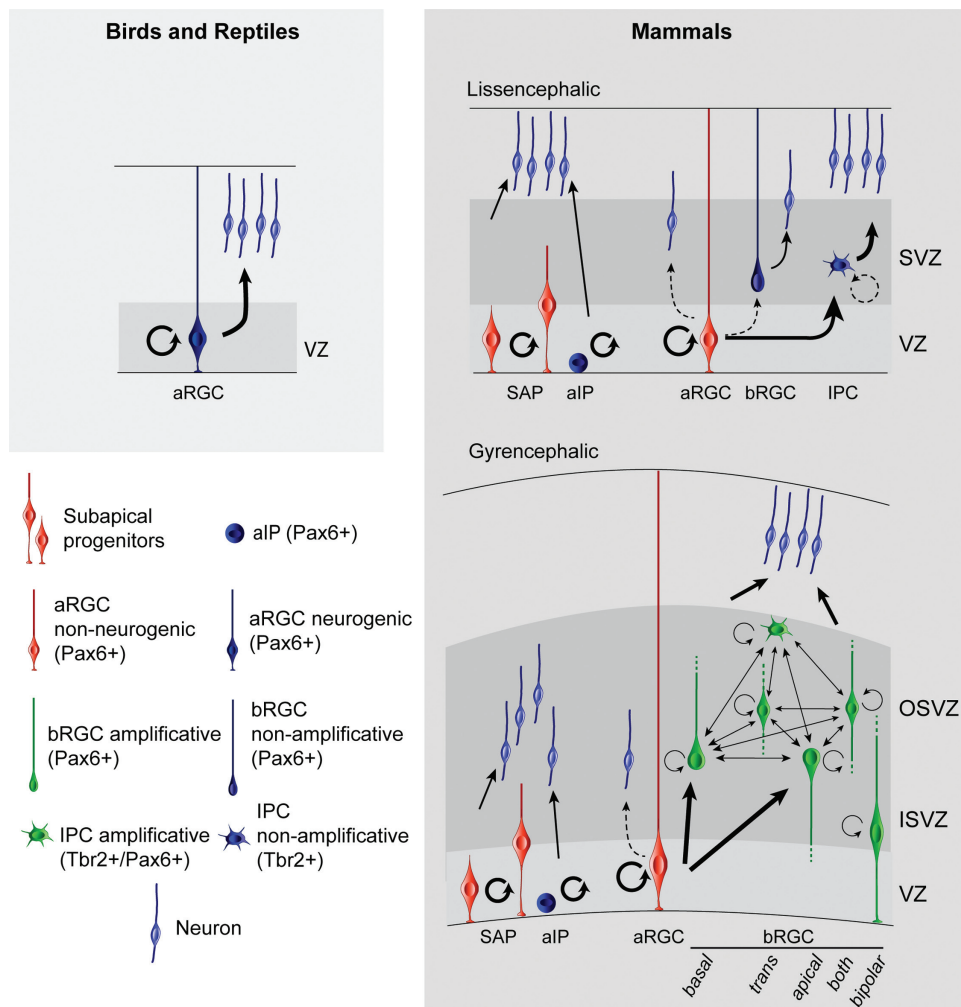 Birds and Reptiles
VZ
aRGC
Mammals
Lissencephalic
SVZ
VZ
SAP
aIP
aRGC
bRGC
IPC
Gyrencephalic
OSVZ
ISVZ
VZ
SAP
aIP
aRGC
bRGC
basal
trans
apical
both
bipolar
Subapical
progenitors
aIP (Pax6+)
aRGC
non-neurogenic
(Pax6+)
aRGC neurogenic
(Pax6+)
bRGC amplificative
(Pax6+)
bRGC
non-amplificative
(Pax6+)
IPC amplificative
(Tbr2+/Pax6+)
IPC
non-amplificative
(Tbr2+)
Neuron